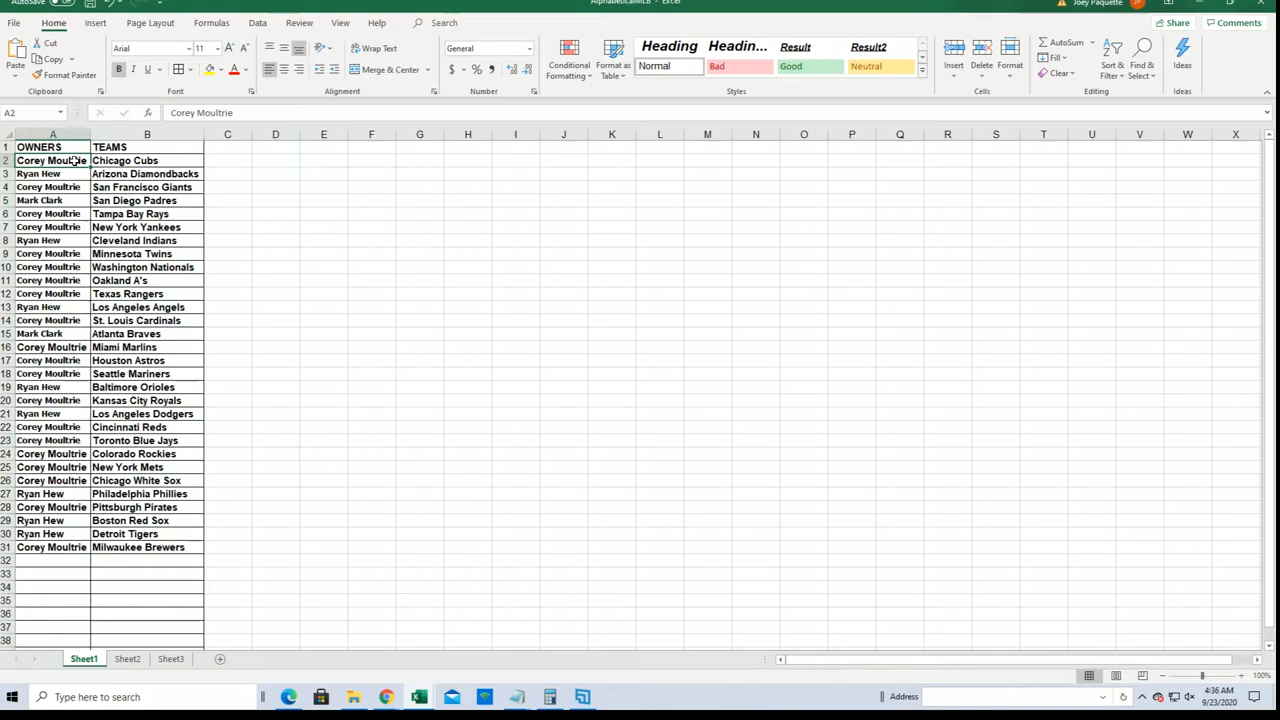 AutoSave Off AlphabeticalMLB - Excel Joey Paquette JP
File Home Insert Page Layout Formulas Data Review View Help Search Share Comments
Paste Cut Copy Format Painter Clipboard
Arial 11 A A B I U A Font
Wrap Text Merge & Center Alignment
General $ % Number
Conditional Formatting Format as Table
Heading Headin... Result Result2
Normal Bad Good Neutral Styles
Insert Delete Format Cells
AutoSum Fill Clear Sort & Filter Find & Select Editing
Ideas Ideas
A2 fx Corey Moultrie
A B C D E F G H I J K L M N O P Q R S T U V W X
1 OWNERS TEAMS
2 Corey Moultrie Chicago Cubs
3 Ryan Hew Arizona Diamondbacks
4 Corey Moultrie San Francisco Giants
5 Mark Clark San Diego Padres
6 Corey Moultrie Tampa Bay Rays
7 Corey Moultrie New York Yankees
8 Ryan Hew Cleveland Indians
9 Corey Moultrie Minnesota Twins
10 Corey Moultrie Washington Nationals
11 Corey Moultrie Oakland A's
12 Corey Moultrie Texas Rangers
13 Ryan Hew Los Angeles Angels
14 Corey Moultrie St. Louis Cardinals
15 Mark Clark Atlanta Braves
16 Corey Moultrie Miami Marlins
17 Corey Moultrie Houston Astros
18 Corey Moultrie Seattle Mariners
19 Ryan Hew Baltimore Orioles
20 Corey Moultrie Kansas City Royals
21 Ryan Hew Los Angeles Dodgers
22 Corey Moultrie Cincinnati Reds
23 Corey Moultrie Toronto Blue Jays
24 Corey Moultrie Colorado Rockies
25 Corey Moultrie New York Mets
26 Corey Moultrie Chicago White Sox
27 Ryan Hew Philadelphia Phillies
28 Corey Moultrie Pittsburgh Pirates
29 Ryan Hew Boston Red Sox
30 Ryan Hew Detroit Tigers
31 Corey Moultrie Milwaukee Brewers
32
33
34
35
36
37
38
Sheet1 Sheet2 Sheet3
100%
Type here to search Address 4:36 AM
9/23/2020